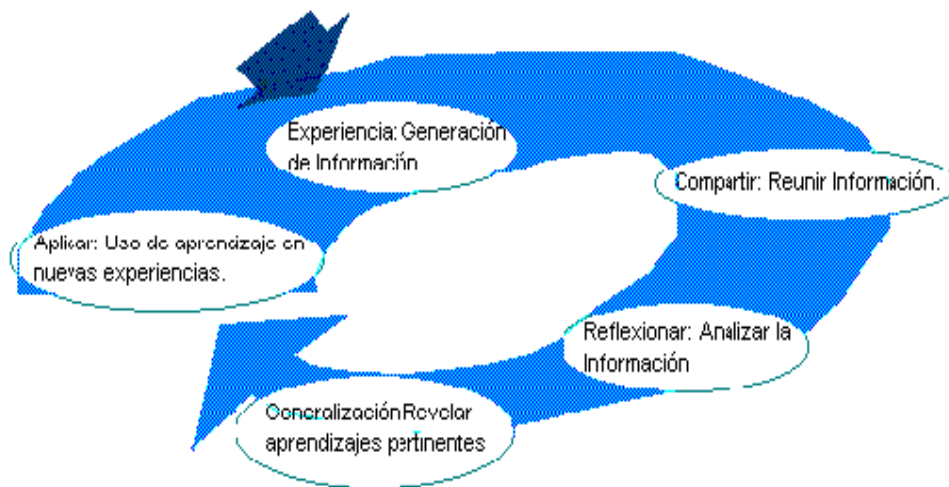 Experiencia: Generación
de Información
Compartir: Reunir Información.
Aplicar: Uso de aprendizaje en
nuevas experiencias.
Reflexionar: Analizar la
Información
Generalización Revelar
aprendizajes pertinentes